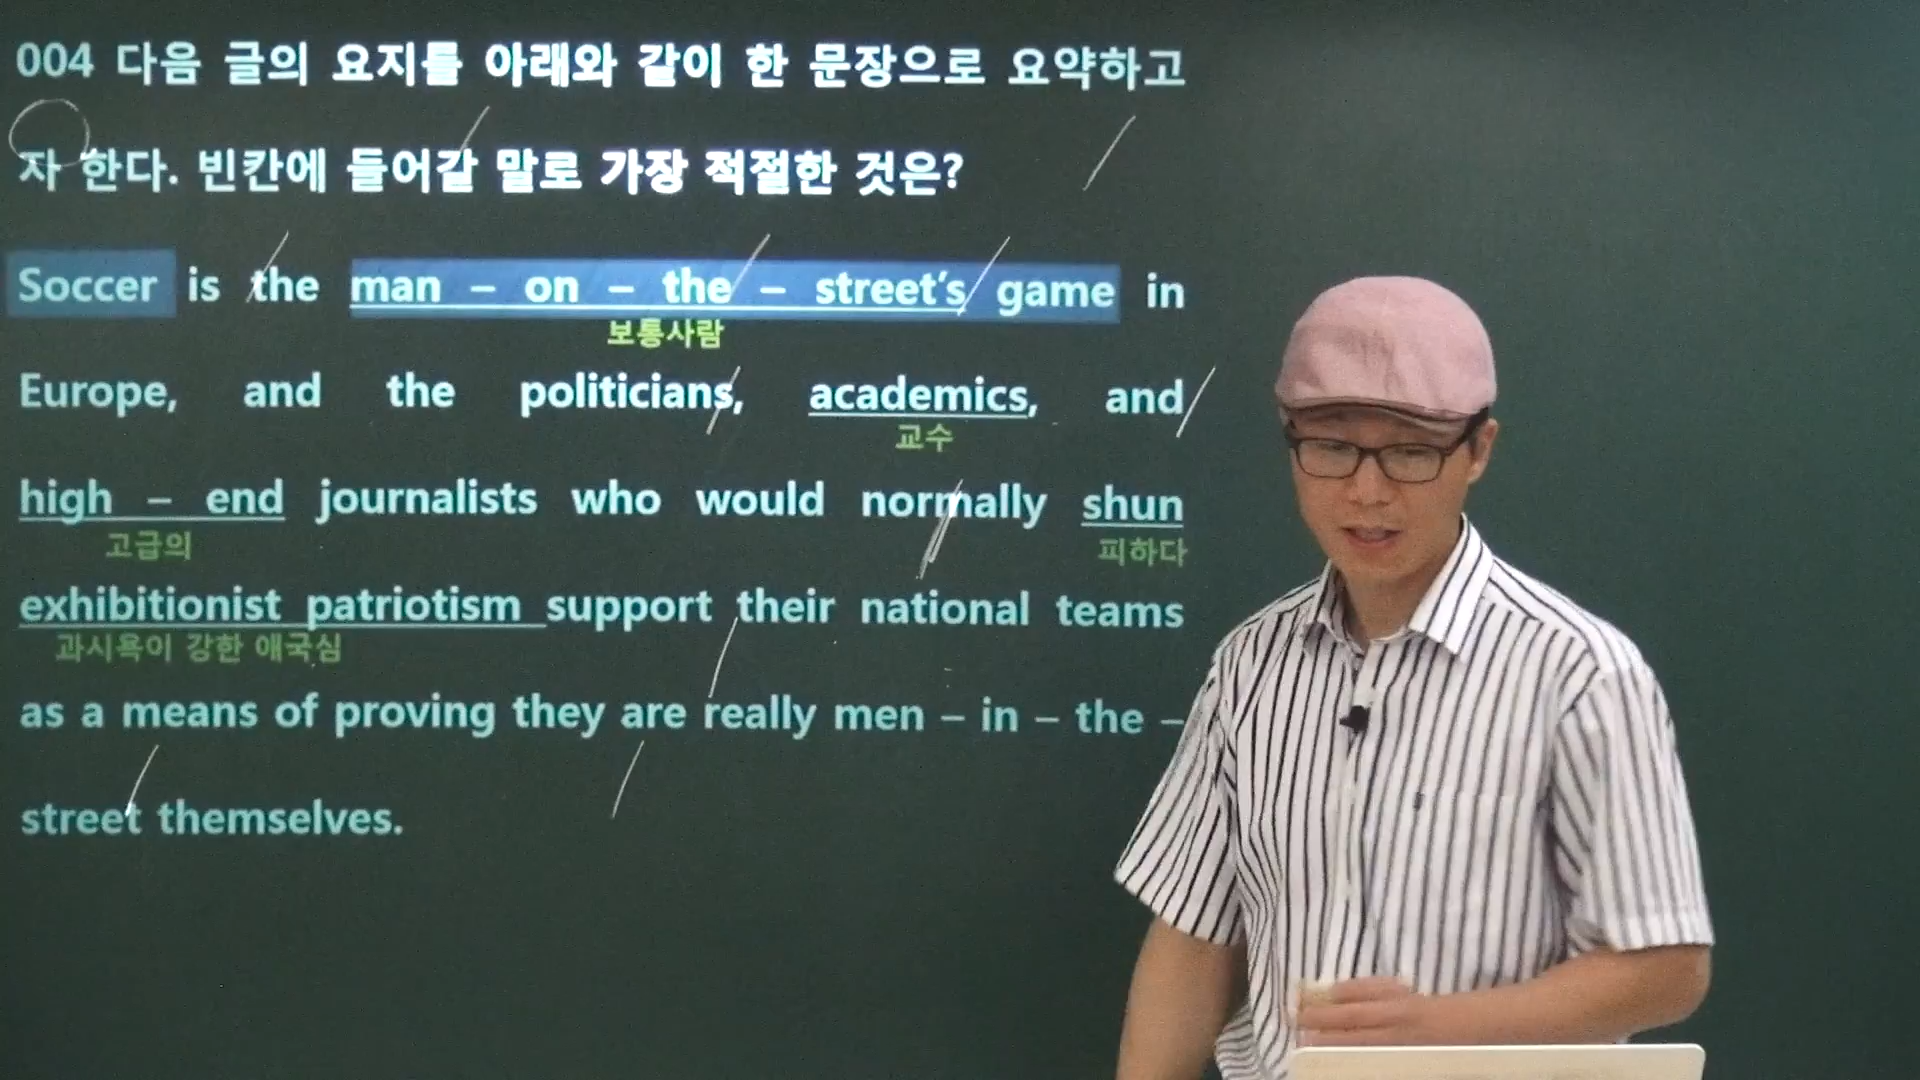 004 다음 글의 요지를 아래와 같이 한 문장으로 요약하고
자 한다. 빈칸에 들어갈 말로 가장 적절한 것은?
Soccer is the man – on – the – street’s game in
보통사람
Europe, and the politicians, academics, and
교수
high – end journalists who would normally shun
고급의 피하다
exhibitionist patriotism support their national teams
과시욕이 강한 애국심
as a means of proving they are really men – in – the –
street themselves.